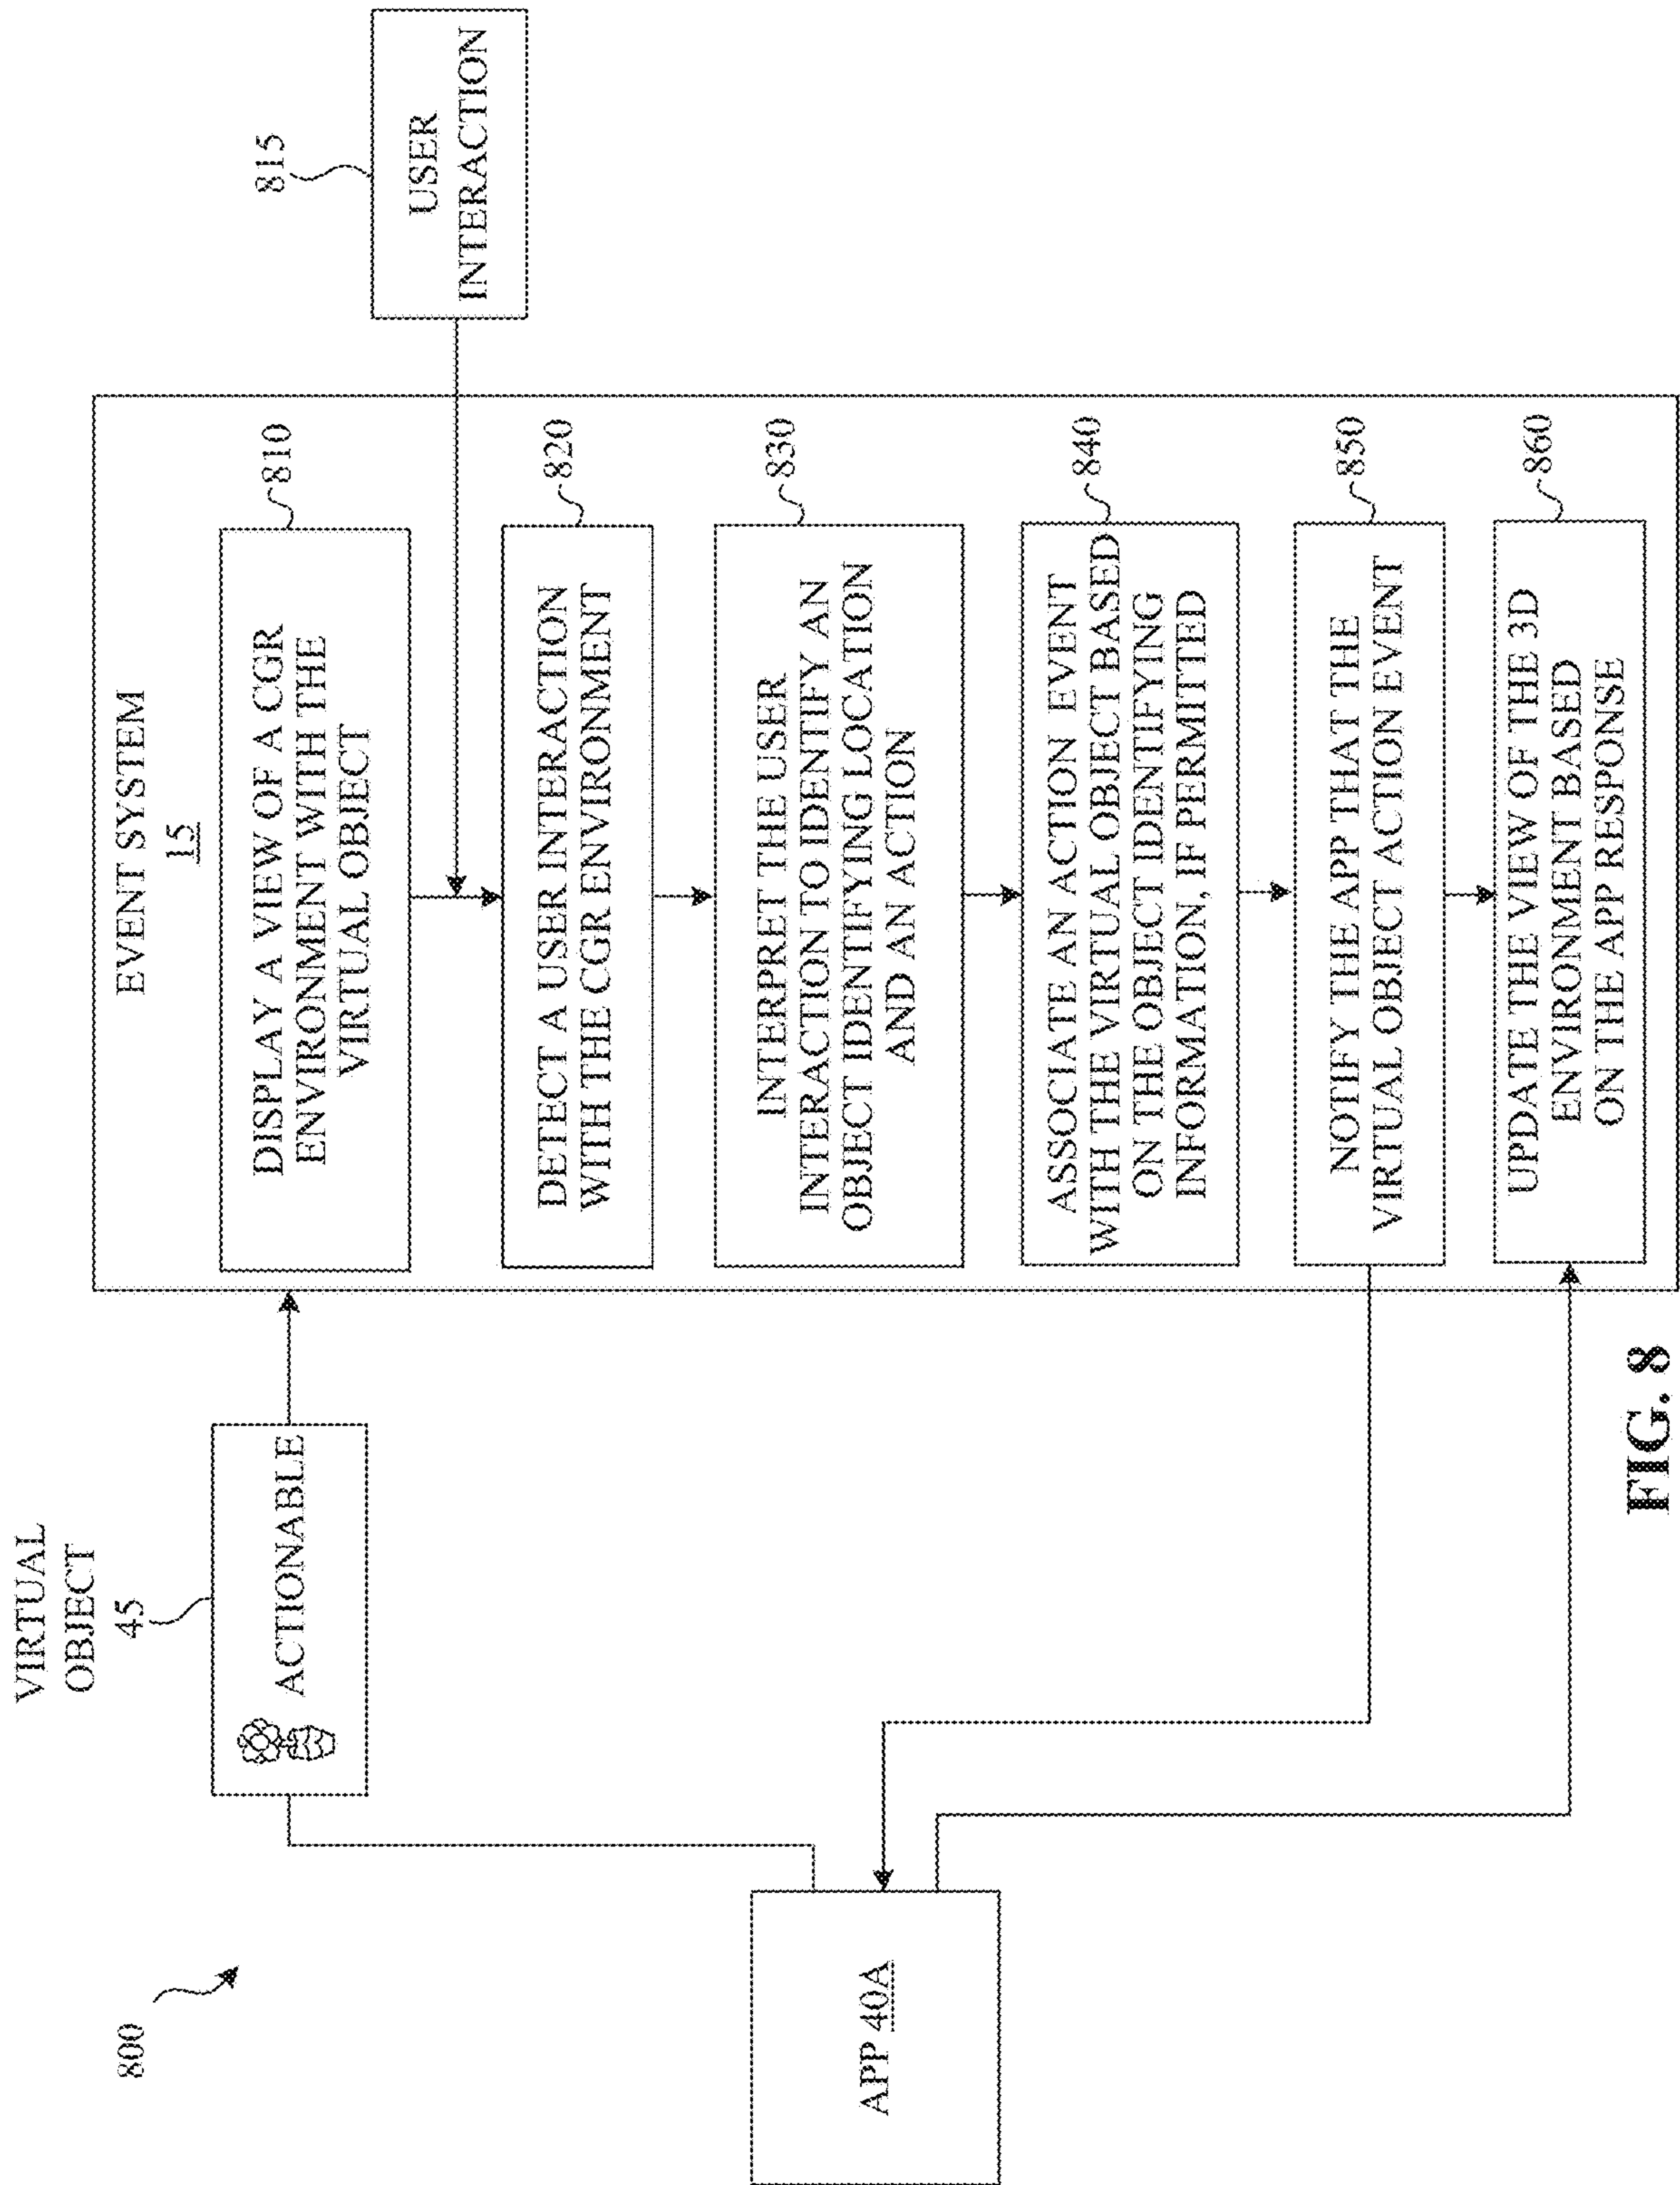 800
VIRTUAL
OBJECT
45
ACTIONABLE
APP 40A
EVENT SYSTEM
15
810
DISPLAY A VIEW OF A CGR
ENVIRONMENT WITH THE
VIRTUAL OBJECT
815
USER
INTERACTION
820
DETECT A USER INTERACTION
WITH THE CGR ENVIRONMENT
830
INTERPRET THE USER
INTERACTION TO IDENTIFY AN
OBJECT IDENTIFYING LOCATION
AND AN ACTION
840
ASSOCIATE AN ACTION EVENT
WITH THE VIRTUAL OBJECT BASED
ON THE OBJECT IDENTIFYING
INFORMATION, IF PERMITTED
850
NOTIFY THE APP THAT THE
VIRTUAL OBJECT ACTION EVENT
860
UPDATE THE VIEW OF THE 3D
ENVIRONMENT BASED
ON THE APP RESPONSE
FIG. 8